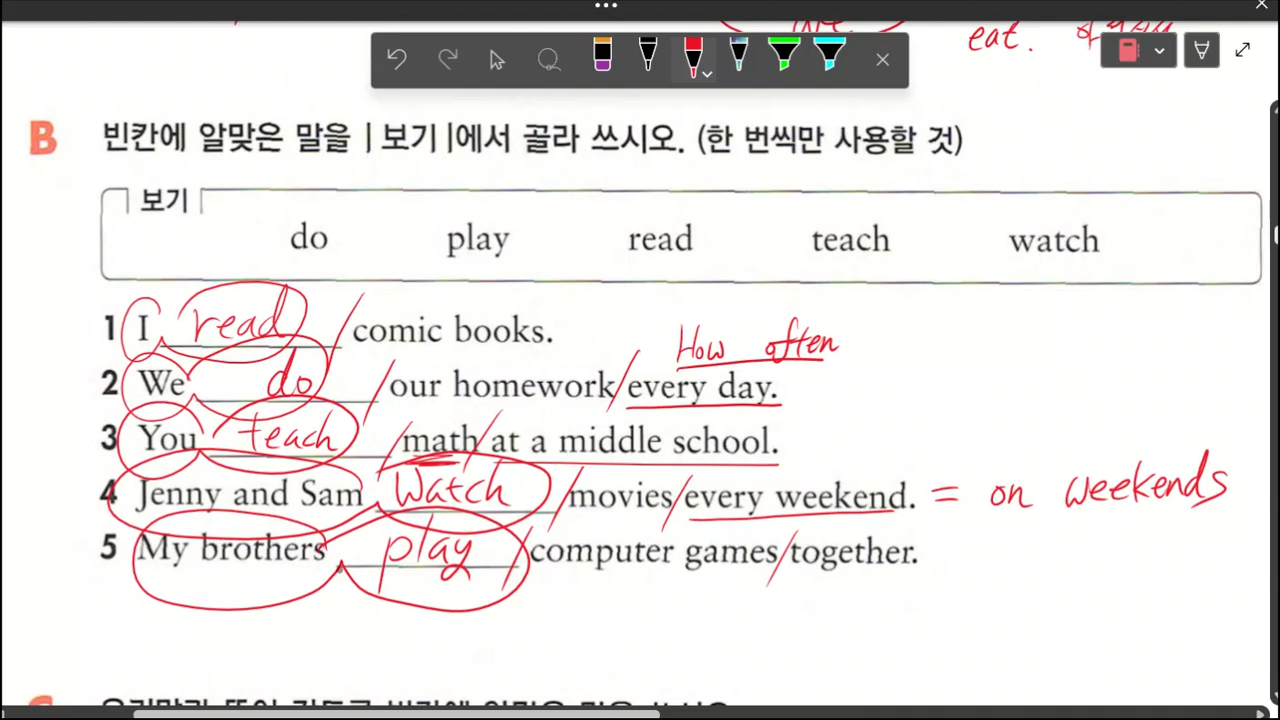 eat.
B 빈칸에 알맞은 말을 | 보기 |에서 골라 쓰시오. (한 번씩만 사용할 것)
보기
do play read teach watch
1 I read / comic books.
How often
2 We do / our homework / every day.
3 You teach / math / at a middle school.
4 Jenny and Sam watch / movies / every weekend. = on weekends
5 My brothers play / computer games / together.